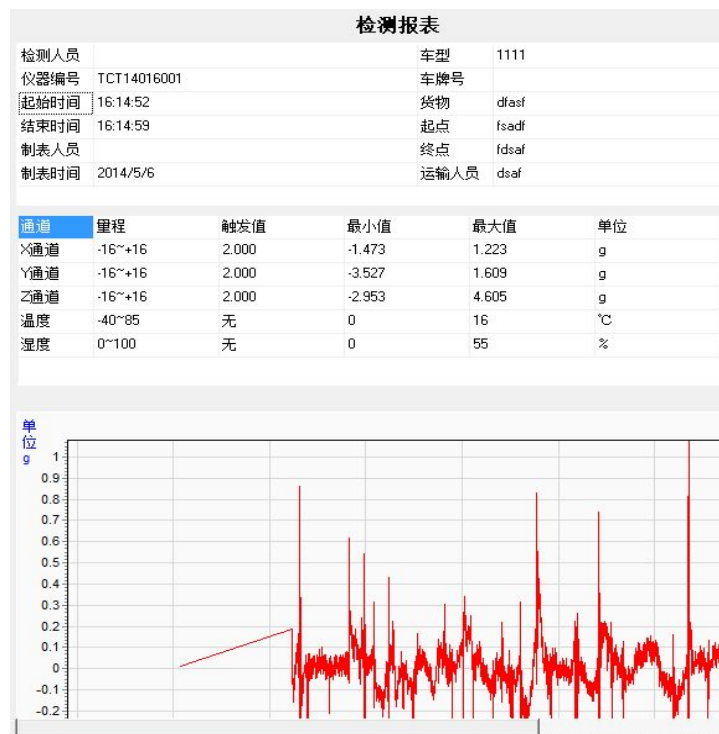 检测报表
检测人员 车型 1111
仪器编号 TCT14016001 车牌号
起始时间 16:14:52 货物 dfasf
结束时间 16:14:59 起点 fsadf
制表人员 终点 fdsaf
制表时间 2014/5/6 运输人员 dsaf
通道 量程 触发值 最小值 最大值 单位
X通道 -16~+16 2.000 -1.473 1.223 g
Y通道 -16~+16 2.000 -3.527 1.609 g
Z通道 -16~+16 2.000 -2.953 4.605 g
温度 -40~85 无 0 16 ℃
湿度 0~100 无 0 55 %
单位
g
1
0.9
0.8
0.7
0.6
0.5
0.4
0.3
0.2
0.1
0
-0.1
-0.2